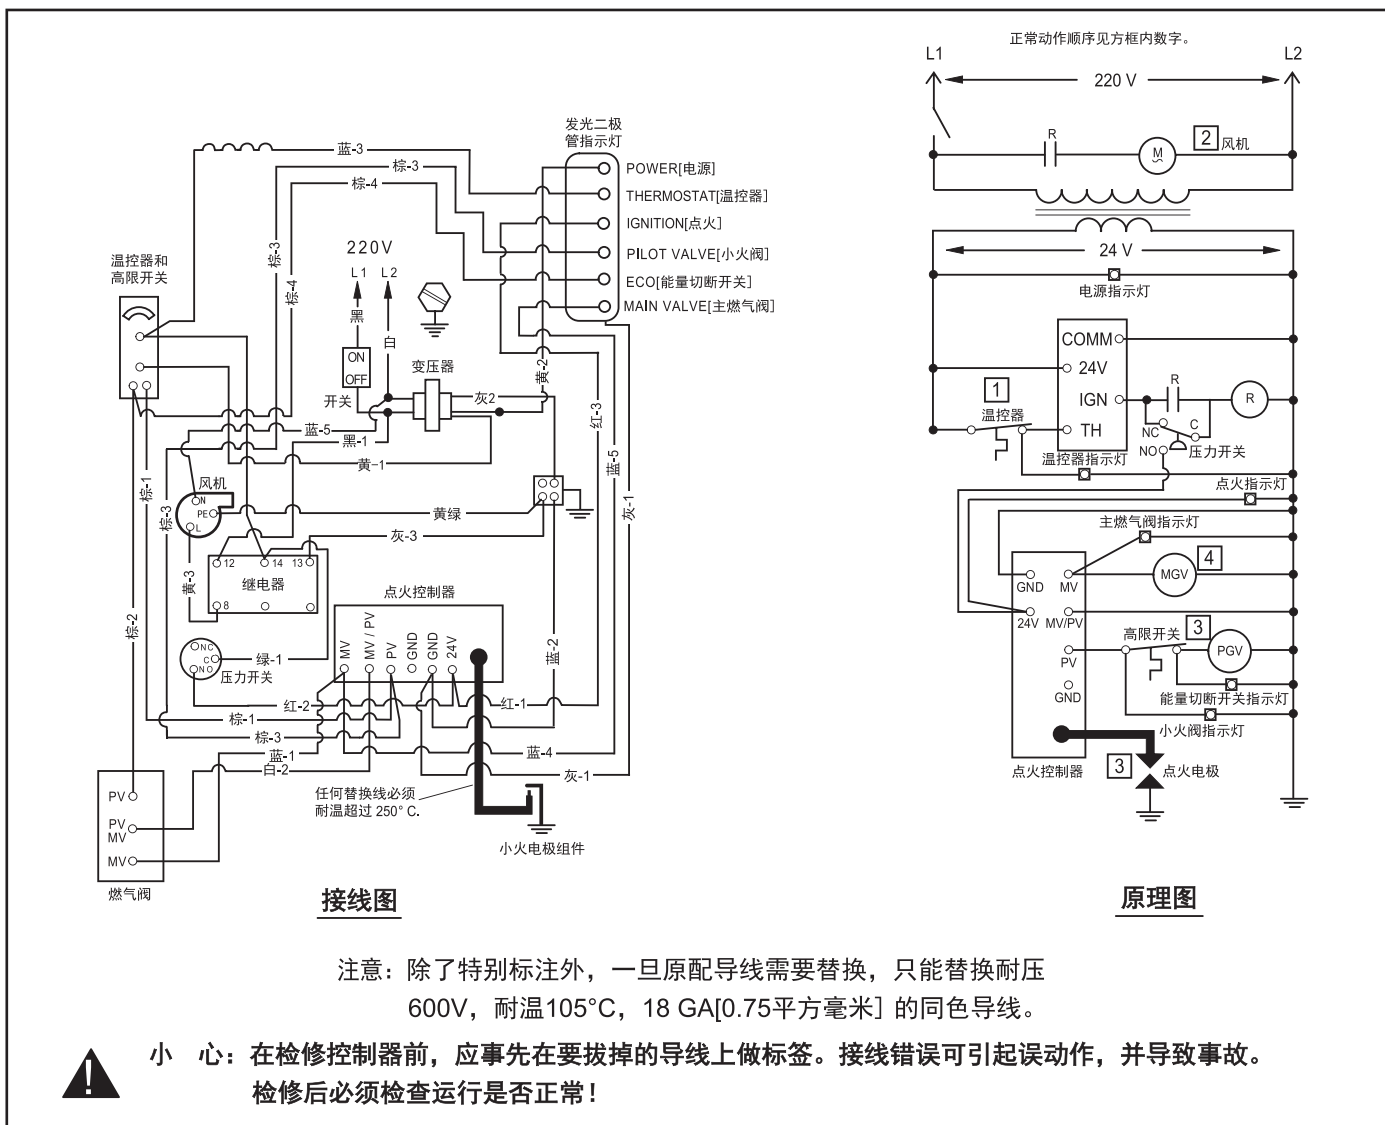 正常动作顺序见方框内数字。
L1
L2
220 V
R
M
2
风机
24 V
电源指示灯
COMM
24V
IGN
TH
R
R
NC
C
NO
压力开关
1
温控器
温控器指示灯
点火指示灯
主燃气阀指示灯
GND
MV
MGV
4
24V
MV/PV
高限开关
3
PV
PGV
GND
能量切断开关指示灯
小火阀指示灯
点火控制器
3
点火电极
原理图
发光二极
管指示灯
POWER[电源]
THERMOSTAT[温控器]
IGNITION[点火]
PILOT VALVE[小火阀]
ECO[能量切断开关]
MAIN VALVE[主燃气阀]
蓝-3
棕-3
棕-4
棕-3
棕-4
温控器和
高限开关
220V
L1 L2
黑
白
ON
OFF
开关
变压器
灰2
黄-2
红-3
蓝-5
灰-1
蓝-5
黑-1
黄-1
棕-1
棕-3
风机
N
PE
L
黄绿
灰-3
黄-3
12
14
13
继电器
8
棕-2
NC
C
NO
压力开关
绿-1
点火控制器
MV
MV / PV
PV
GND
GND
24V
蓝-2
红-2
红-1
棕-1
棕-3
蓝-1
蓝-4
白-2
灰-1
PV
PV
MV
MV
燃气阀
任何替换线必须
耐温超过 250° C.
小火电极组件
接线图
注意：除了特别标注外，一旦原配导线需要替换，只能替换耐压
600V，耐温105°C，18 GA[0.75平方毫米] 的同色导线。
小 心：在检修控制器前，应事先在要拔掉的导线上做标签。接线错误可引起误动作，并导致事故。
检修后必须检查运行是否正常！